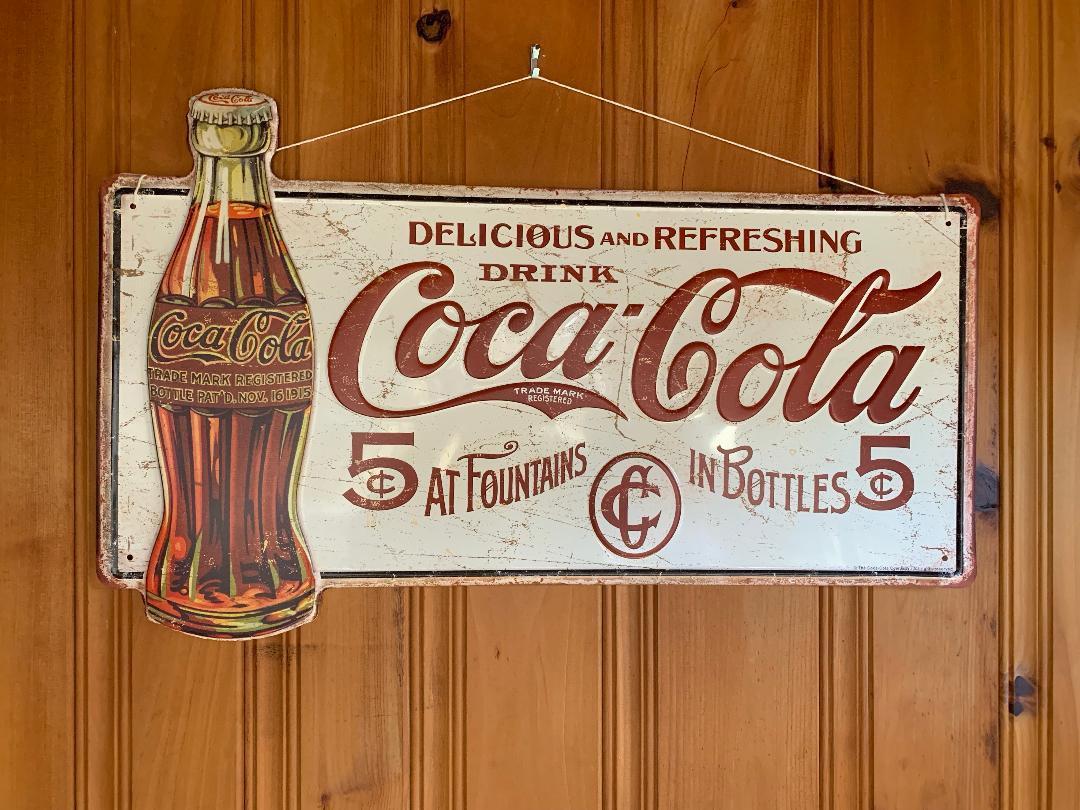 Coca-Cola
Coca-Cola
TRADE MARK REGISTERED
BOTTLE PAT'D. NOV. 16 1915
DELICIOUS AND REFRESHING
DRINK
Coca-Cola
TRADE MARK
REGISTERED
5¢ AT FOUNTAINS CC IN BOTTLES 5¢